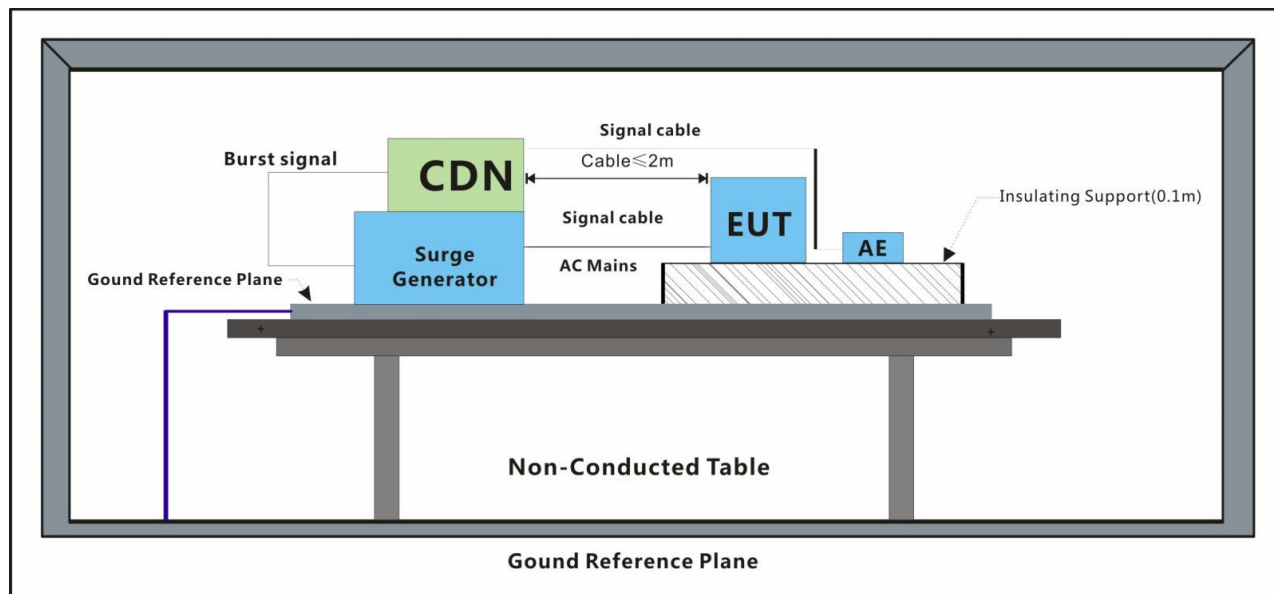 Signal cable
Burst signal
CDN
Cable≤2m
Insulating Support(0.1m)
Signal cable
EUT
AE
Surge
Generator
AC Mains
Gound Reference Plane
Non-Conducted Table
Gound Reference Plane